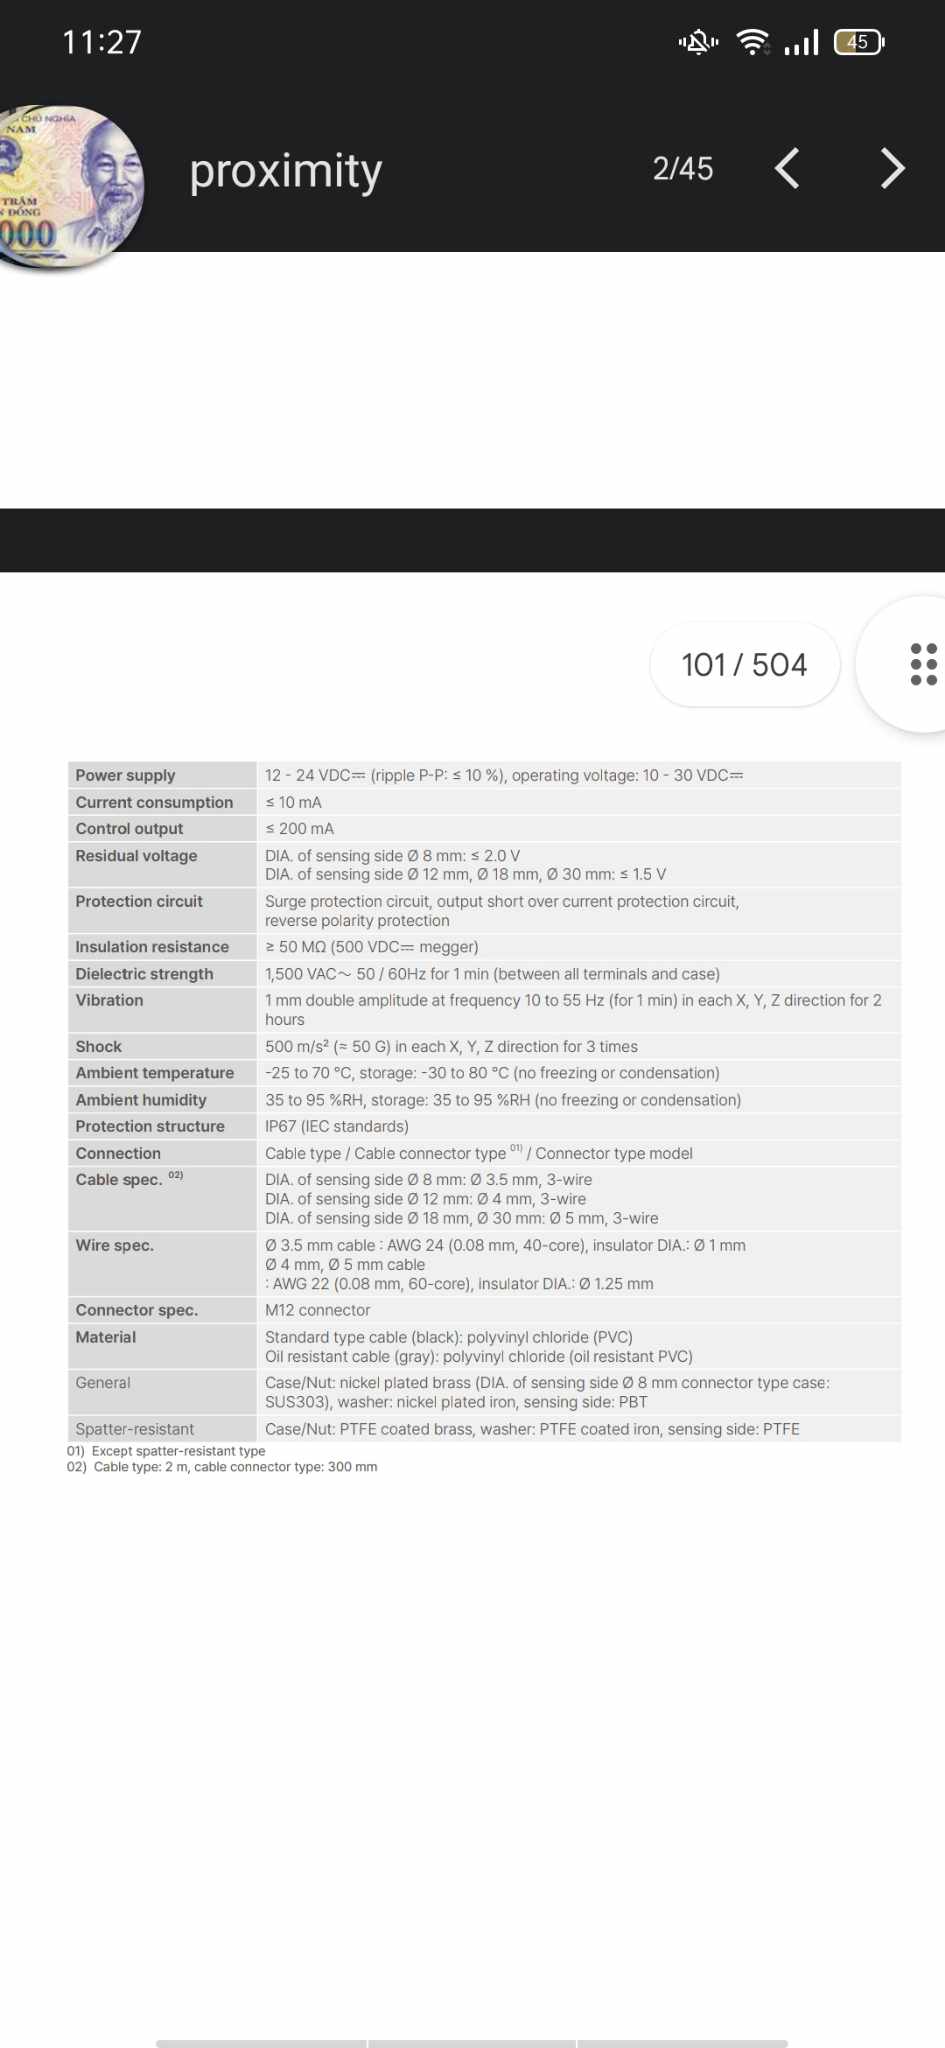 11:27
45
CHỦ NGHĨA
NAM
TRĂM
ĐỒNG
000
proximity
2/45
101 / 504
Power supply 12 - 24 VDC⎓ (ripple P-P: ≤ 10 %), operating voltage: 10 - 30 VDC⎓
Current consumption ≤ 10 mA
Control output ≤ 200 mA
Residual voltage DIA. of sensing side Ø 8 mm: ≤ 2.0 V
DIA. of sensing side Ø 12 mm, Ø 18 mm, Ø 30 mm: ≤ 1.5 V
Protection circuit Surge protection circuit, output short over current protection circuit,
reverse polarity protection
Insulation resistance ≥ 50 MΩ (500 VDC⎓ megger)
Dielectric strength 1,500 VAC～ 50 / 60Hz for 1 min (between all terminals and case)
Vibration 1 mm double amplitude at frequency 10 to 55 Hz (for 1 min) in each X, Y, Z direction for 2
hours
Shock 500 m/s² (≈ 50 G) in each X, Y, Z direction for 3 times
Ambient temperature -25 to 70 °C, storage: -30 to 80 °C (no freezing or condensation)
Ambient humidity 35 to 95 %RH, storage: 35 to 95 %RH (no freezing or condensation)
Protection structure IP67 (IEC standards)
Connection Cable type / Cable connector type 01) / Connector type model
Cable spec. 02) DIA. of sensing side Ø 8 mm: Ø 3.5 mm, 3-wire
DIA. of sensing side Ø 12 mm: Ø 4 mm, 3-wire
DIA. of sensing side Ø 18 mm, Ø 30 mm: Ø 5 mm, 3-wire
Wire spec. Ø 3.5 mm cable : AWG 24 (0.08 mm, 40-core), insulator DIA.: Ø 1 mm
Ø 4 mm, Ø 5 mm cable
: AWG 22 (0.08 mm, 60-core), insulator DIA.: Ø 1.25 mm
Connector spec. M12 connector
Material Standard type cable (black): polyvinyl chloride (PVC)
Oil resistant cable (gray): polyvinyl chloride (oil resistant PVC)
General Case/Nut: nickel plated brass (DIA. of sensing side Ø 8 mm connector type case:
SUS303), washer: nickel plated iron, sensing side: PBT
Spatter-resistant Case/Nut: PTFE coated brass, washer: PTFE coated iron, sensing side: PTFE
01) Except spatter-resistant type
02) Cable type: 2 m, cable connector type: 300 mm